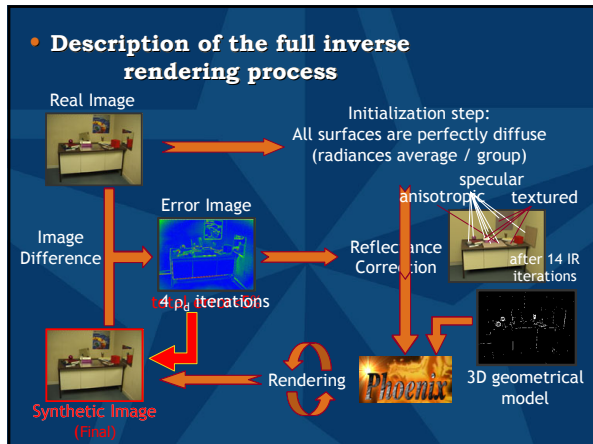 • Description of the full inverse
rendering process
Real Image
Initialization step:
All surfaces are perfectly diffuse
(radiances average / group)
specular
anisotropic
textured
Error Image
Image
Difference
Reflectance
Correction
after 14 IR
iterations
4 ρd iterations
Rendering
Phoenix
3D geometrical
model
Synthetic Image
(Final)